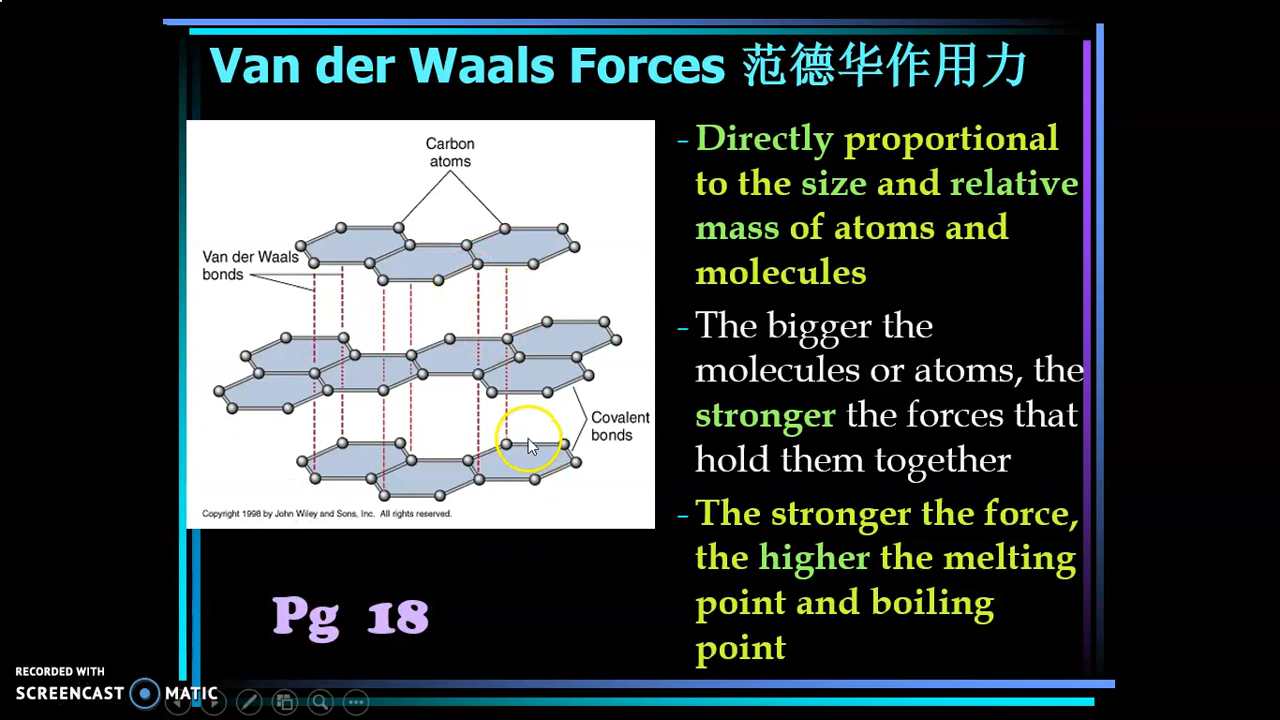 Van der Waals Forces 范德华作用力
Carbon
atoms
Van der Waals
bonds
Covalent
bonds
Copyright 1998 by John Wiley and Sons, Inc. All rights reserved.
Pg 18
- Directly proportional
to the size and relative
mass of atoms and
molecules
- The bigger the
molecules or atoms, the
stronger the forces that
hold them together
- The stronger the force,
the higher the melting
point and boiling
point
RECORDED WITH
SCREENCAST MATIC